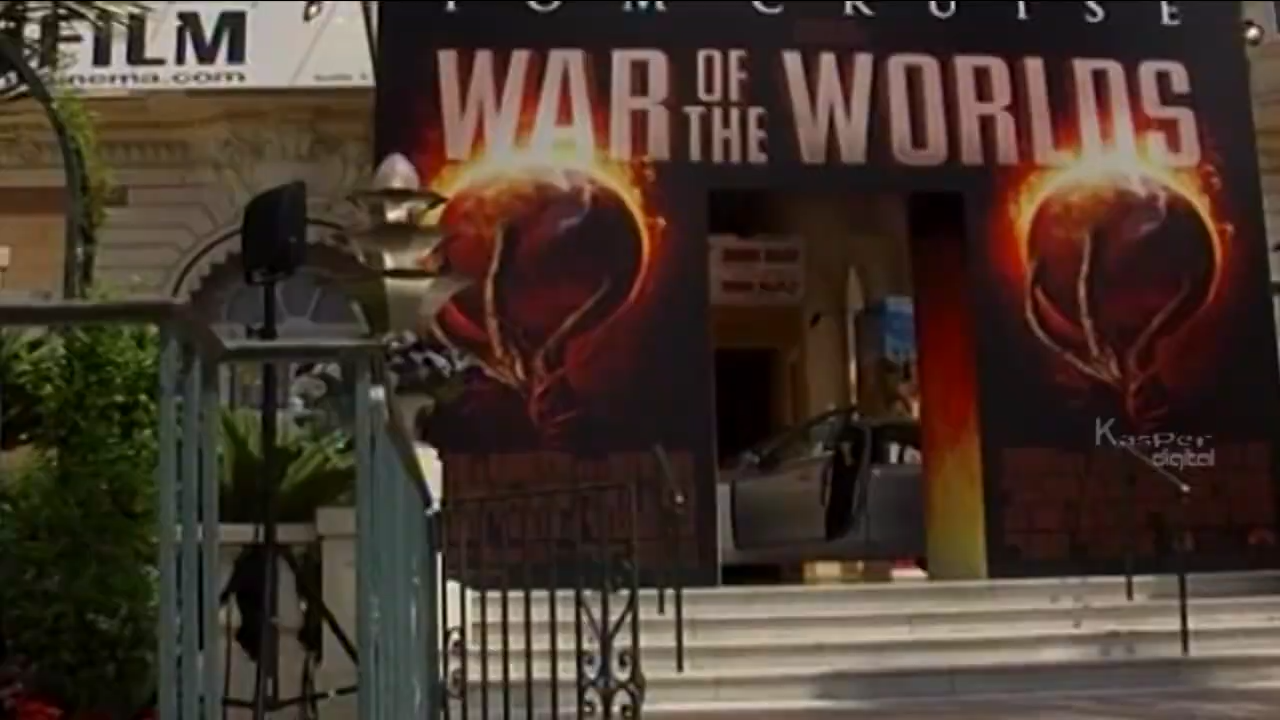 FILM
TOM CRUISE
WAR OF THE WORLDS
Kasper
digital